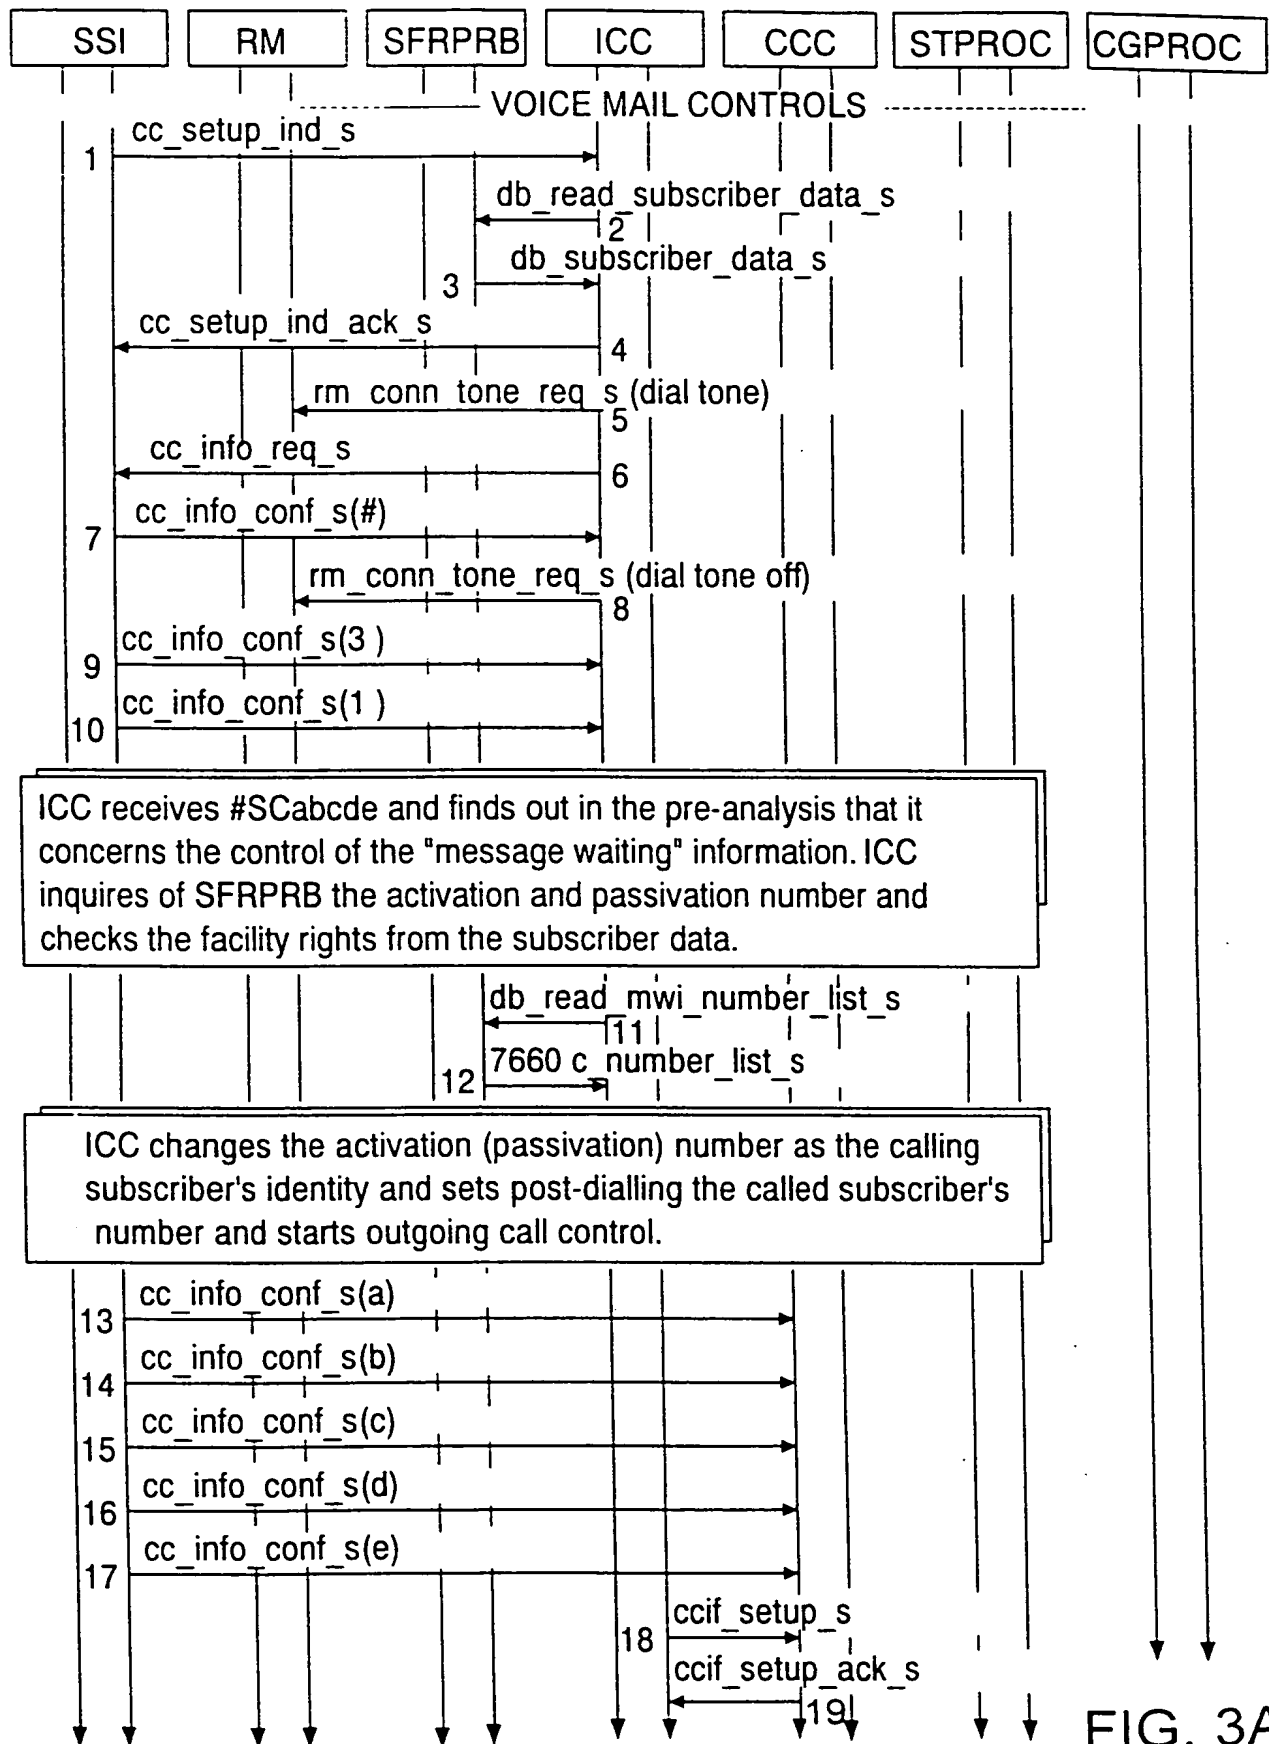 SSI RM SFRPRB ICC CCC STPROC CGPROC
VOICE MAIL CONTROLS
cc_setup_ind_s
1
db_read_subscriber_data_s
2
db_subscriber_data_s
3
cc_setup_ind_ack_s
4
rm_conn_tone_req_s (dial tone)
5
cc_info_req_s
6
cc_info_conf_s(#)
7
rm_conn_tone_req_s (dial tone off)
8
cc_info_conf_s(3 )
9
cc_info_conf_s(1 )
10
ICC receives #SCabcde and finds out in the pre-analysis that it
concerns the control of the "message waiting" information. ICC
inquires of SFRPRB the activation and passivation number and
checks the facility rights from the subscriber data.
db_read_mwi_number_list_s
11
7660 c_number_list_s
12
ICC changes the activation (passivation) number as the calling
subscriber's identity and sets post-dialling the called subscriber's
number and starts outgoing call control.
cc_info_conf_s(a)
13
cc_info_conf_s(b)
14
cc_info_conf_s(c)
15
cc_info_conf_s(d)
16
cc_info_conf_s(e)
17
ccif_setup_s
18
ccif_setup_ack_s
19
FIG. 3A